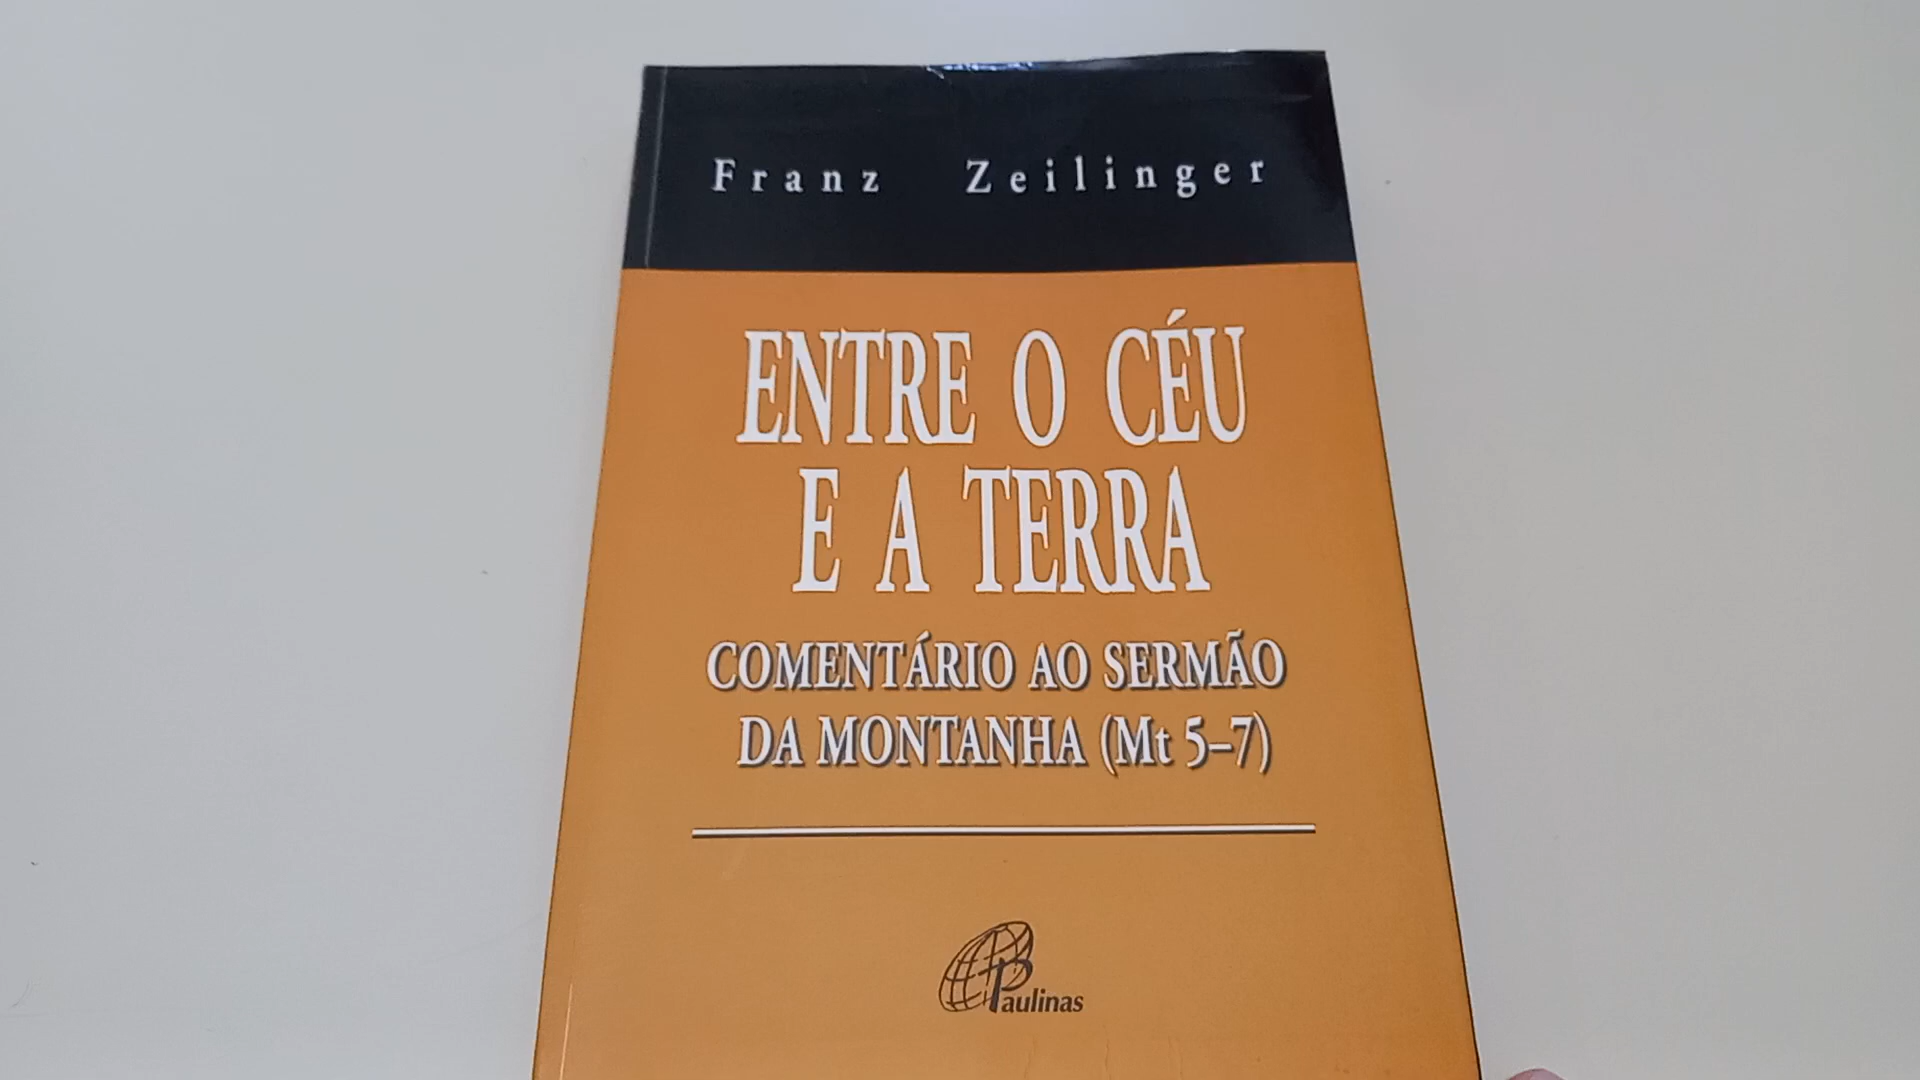 Franz Zeilinger
ENTRE O CÉU
E A TERRA
COMENTÁRIO AO SERMÃO
DA MONTANHA (Mt 5–7)
Paulinas